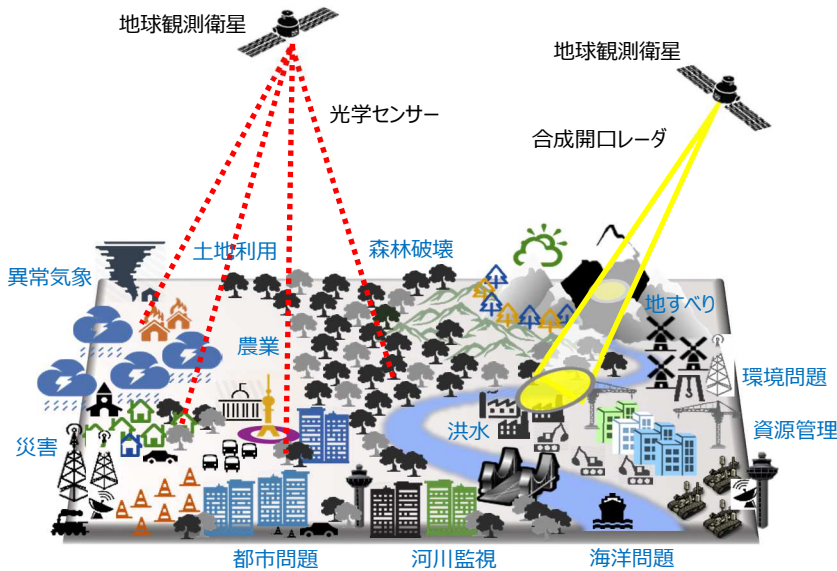 地球観測衛星
地球観測衛星
光学センサー
合成開口レーダ
土地利用
森林破壊
異常気象
地すべり
農業
環境問題
洪水
資源管理
災害
都市問題
河川監視
海洋問題